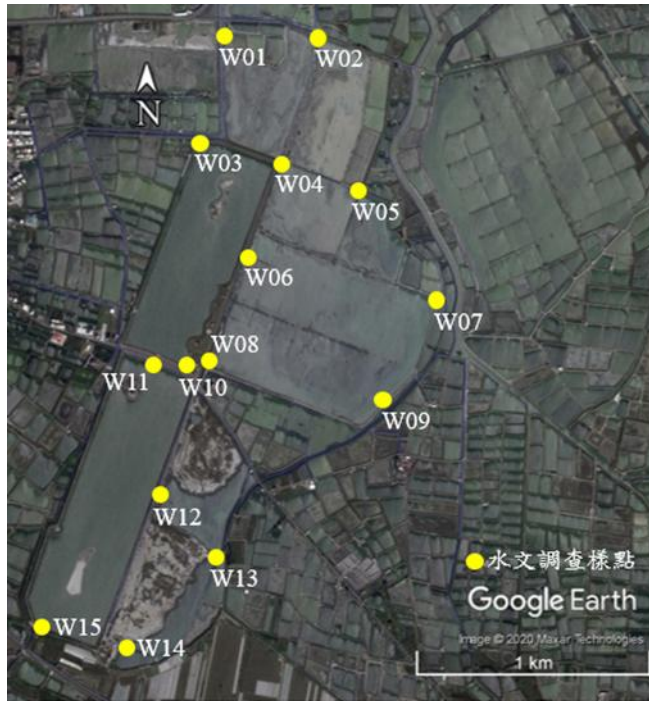 W01
W02
N
W03
W04
W05
W06
W07
W08
W11
W10
W09
W12
W13
水文調查樣點
Google Earth
Image © 2020 Maxar Technologies
W15
W14
1 km